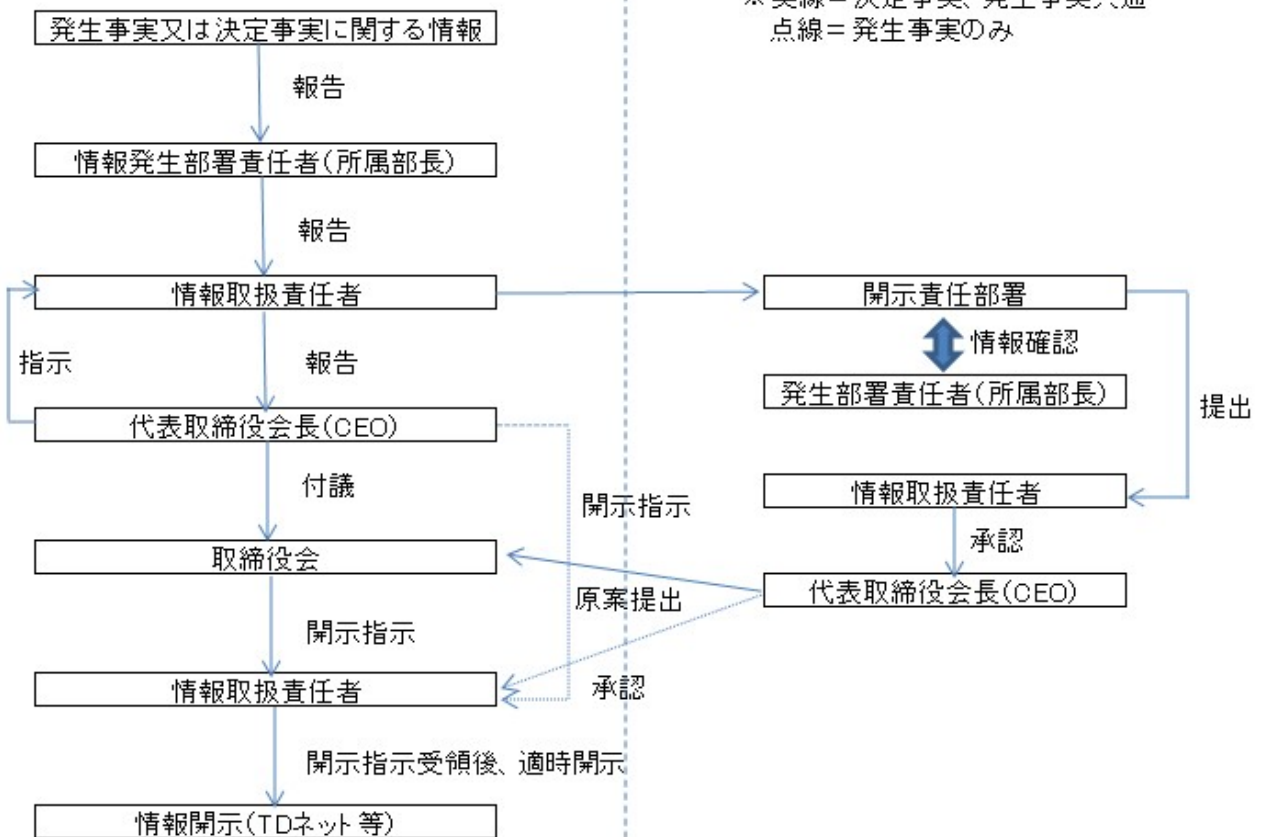 ※実線=決定事実、発生事実共通
点線=発生事実のみ
発生事実又は決定事実に関する情報
報告
情報発生部署責任者(所属部長)
報告
情報取扱責任者
開示責任部署
指示
報告
情報確認
発生部署責任者(所属部長)
提出
代表取締役会長(CEO)
付議
開示指示
情報取扱責任者
承認
取締役会
原案提出
代表取締役会長(CEO)
開示指示
情報取扱責任者
承認
開示指示受領後、適時開示
情報開示(TDネット等)